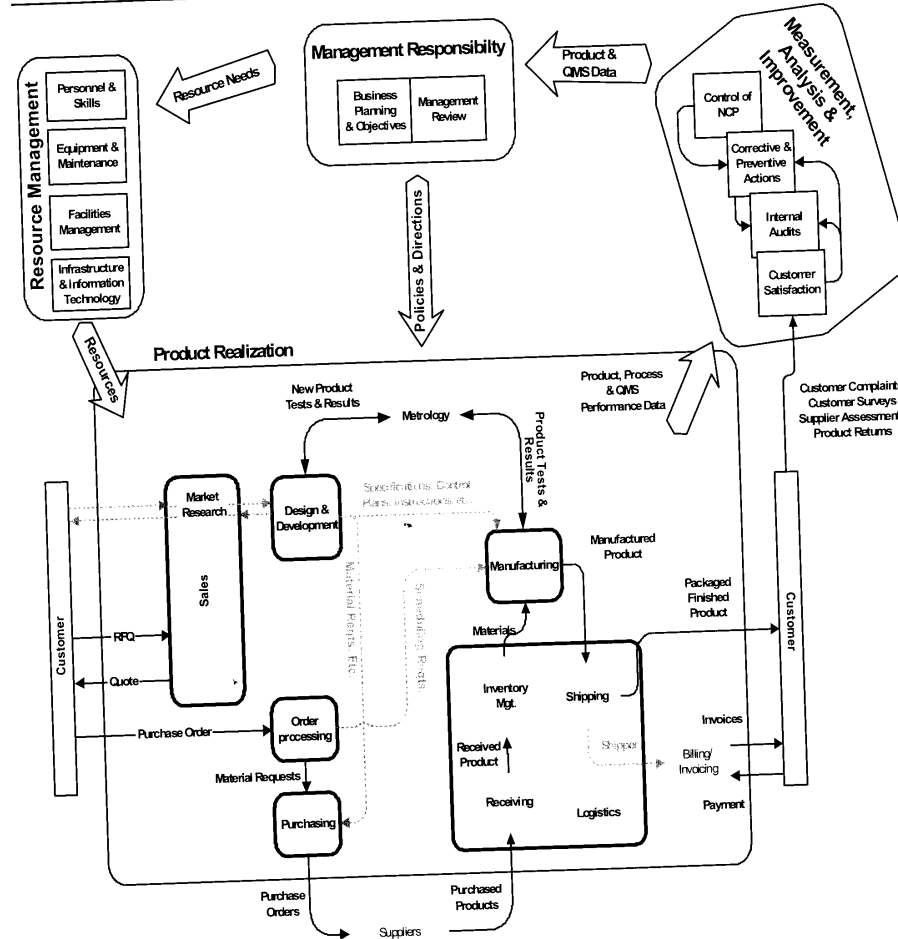 Management Responsibilty
Business
Planning
& Objectives
Management
Review
Product &
QMS Data
Resource Needs
Measurement,
Analysis &
Improvement
Control of
NCP
Corrective &
Preventive
Actions
Internal
Audits
Customer
Satisfaction
Resource Management
Personnel &
Skills
Equipment &
Maintenance
Facilities
Management
Infrastructure
& Information
Technology
Policies & Directions
Resources
Product Realization
Product, Process
& QMS
Performance Data
Customer Complaint
Customer Surveys
Supplier Assessment
Product Returns
New Product
Tests & Results
Metrology
Product Tests &
Results
Market
Research
Sales
Design &
Development
Specifications, Control
Plans, Instructions, etc.
Material Reqts. Etc.
Scheduling Reqts.
Manufacturing
Manufactured
Product
Packaged
Finished
Product
Customer
RFQ
Quote
Purchase Order
Order
processing
Material Requests
Purchasing
Materials
Inventory
Mgt.
Shipping
Received
Product
Shipper
Receiving
Logistics
Invoices
Billing/
Invoicing
Payment
Customer
Purchase
Orders
Suppliers
Purchased
Products